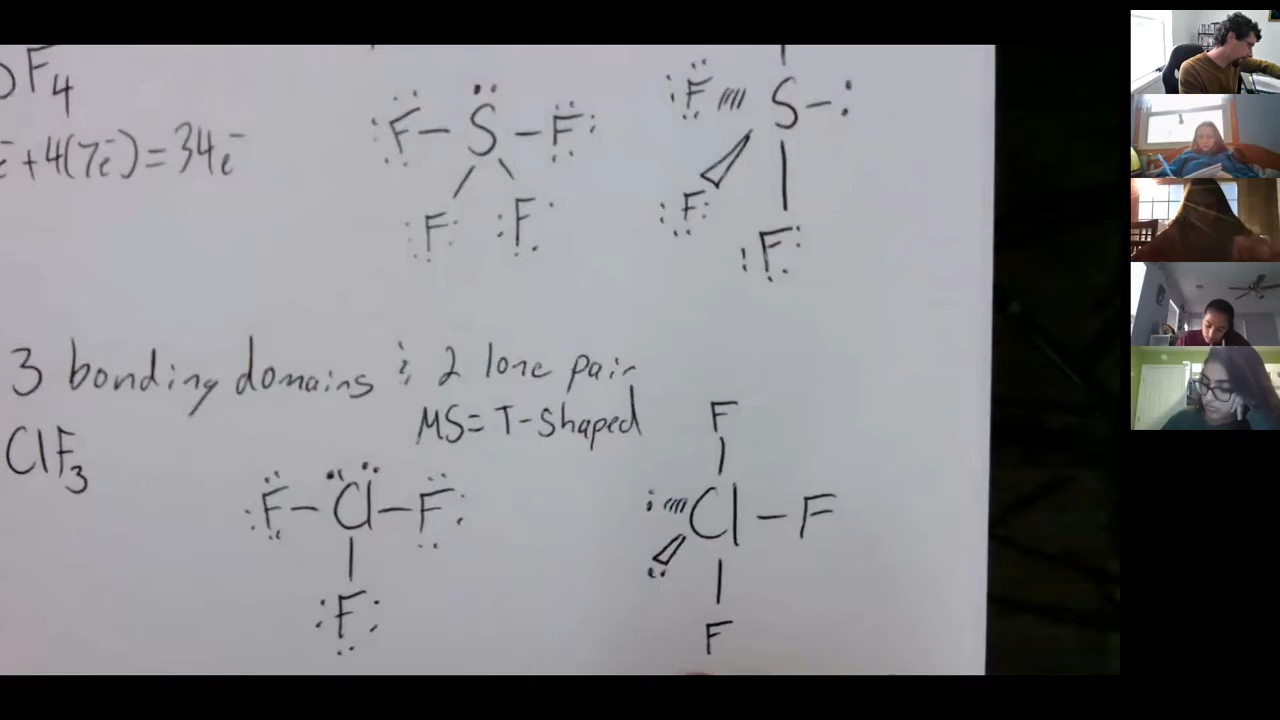 F₄
e⁻+4(7e⁻)=34e⁻
:F̈-S̈-F̈:
:F: :F:
:F S-:
:F:
:F:
3 bonding domains & 2 lone pair
MS=T-shaped
ClF₃
:F-Cl-F:
:F:
F
:Cl-F
F